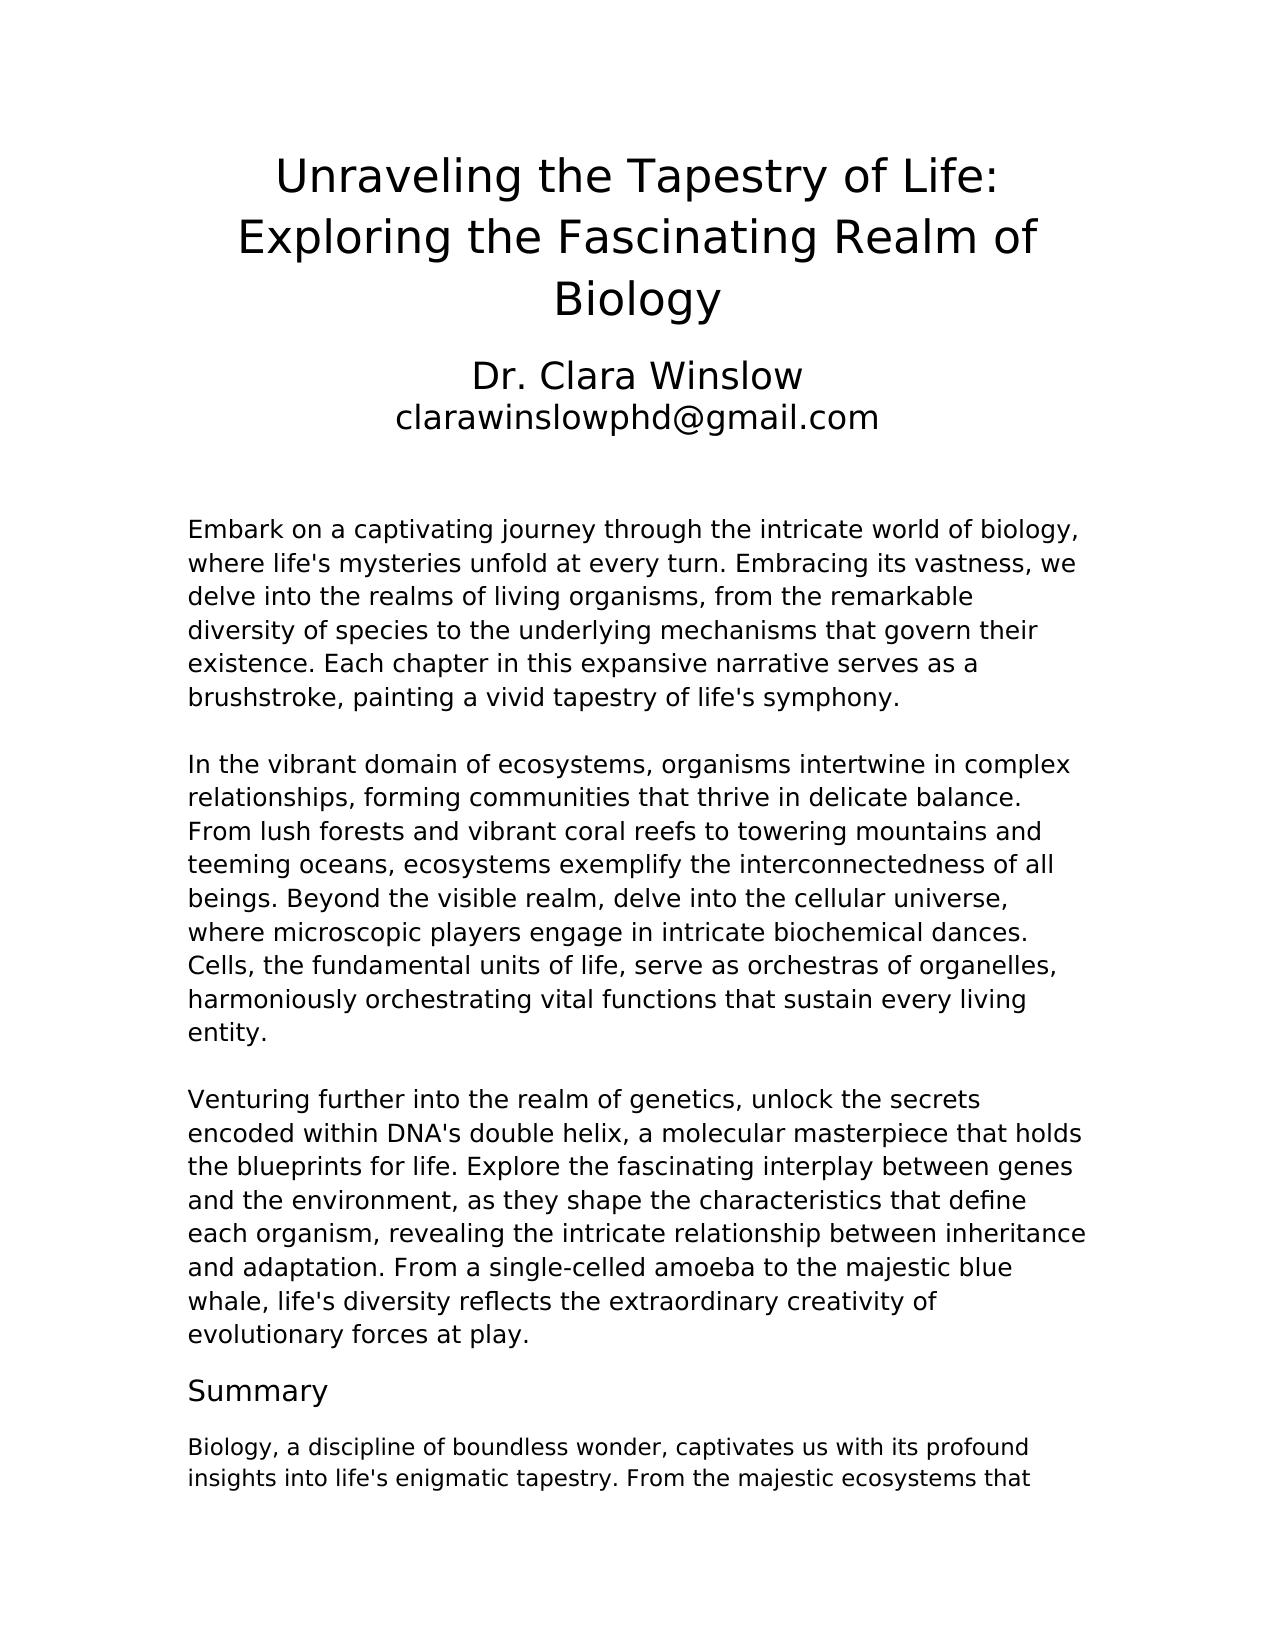 Unraveling the Tapestry of Life:
Exploring the Fascinating Realm of
Biology
Dr. Clara Winslow
clarawinslowphd@gmail.com
Embark on a captivating journey through the intricate world of biology,
where life's mysteries unfold at every turn. Embracing its vastness, we
delve into the realms of living organisms, from the remarkable
diversity of species to the underlying mechanisms that govern their
existence. Each chapter in this expansive narrative serves as a
brushstroke, painting a vivid tapestry of life's symphony.
In the vibrant domain of ecosystems, organisms intertwine in complex
relationships, forming communities that thrive in delicate balance.
From lush forests and vibrant coral reefs to towering mountains and
teeming oceans, ecosystems exemplify the interconnectedness of all
beings. Beyond the visible realm, delve into the cellular universe,
where microscopic players engage in intricate biochemical dances.
Cells, the fundamental units of life, serve as orchestras of organelles,
harmoniously orchestrating vital functions that sustain every living
entity.
Venturing further into the realm of genetics, unlock the secrets
encoded within DNA's double helix, a molecular masterpiece that holds
the blueprints for life. Explore the fascinating interplay between genes
and the environment, as they shape the characteristics that define
each organism, revealing the intricate relationship between inheritance
and adaptation. From a single-celled amoeba to the majestic blue
whale, life's diversity reflects the extraordinary creativity of
evolutionary forces at play.
Summary
Biology, a discipline of boundless wonder, captivates us with its profound
insights into life's enigmatic tapestry. From the majestic ecosystems that